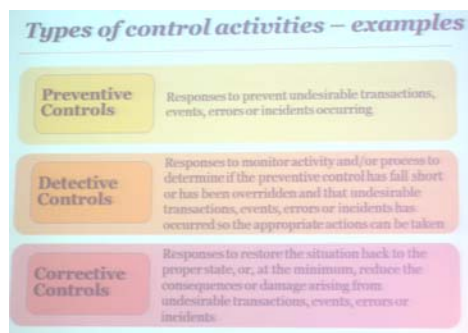 Types of control activities – examples
Preventive
Controls
Responses to prevent undesirable transactions,
events, errors or incidents occurring
Detective
Controls
Responses to monitor activity and/or process to
determine if the preventive control has fall short
or has been overridden and that undesirable
transactions, events, errors or incidents has
occurred so the appropriate actions can be taken
Corrective
Controls
Responses to restore the situation back to the
proper state, or, at the minimum, reduce the
consequences or damage arising from
undesirable transactions, events, errors or
incidents